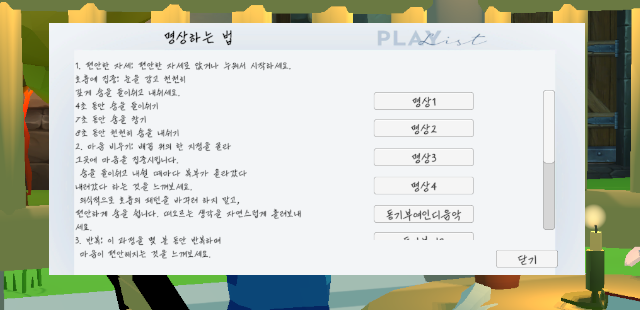 명상하는 법
PLAY List
1. 편안한 자세: 편안한 자세로 앉거나 누워서 시작하세요.
호흡에 집중: 눈을 감고 천천히
깊게 숨을 들이쉬고 내쉬세요.
4초 동안 숨을 들이쉬기
7초 동안 숨을 참기
8초 동안 천천히 숨을 내쉬기
2. 마음 비우기: 배꼽 위의 한 지점을 골라
그곳에 마음을 집중시킵니다.
숨을 들이쉬고 내쉴 때마다 복부가 올라갔다
내려갔다 하는 것을 느껴보세요.
의식적으로 호흡의 패턴을 바꾸려 하지 말고,
편안하게 숨을 쉽니다. 떠오르는 생각을 자연스럽게 흘려보내
세요.
3. 반복: 이 과정을 몇 분 동안 반복하며
마음이 편안해지는 것을 느껴보세요.
명상1
명상2
명상3
명상4
동기부여인디음악
닫기